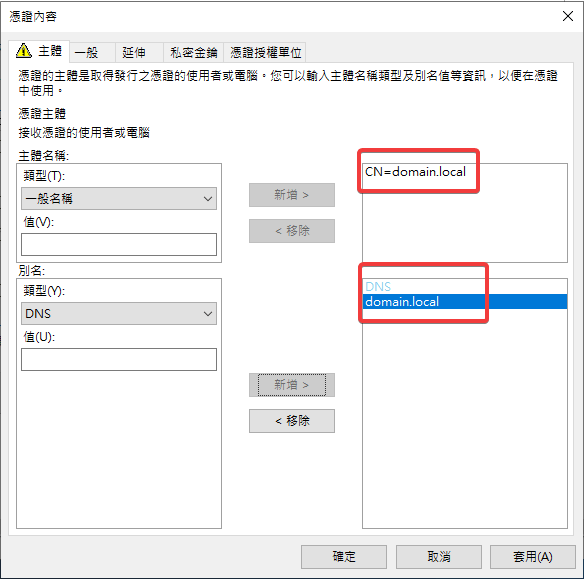 憑證內容
主體
一般
延伸
私密金鑰
憑證授權單位
憑證的主體是取得發行之憑證的使用者或電腦。您可以輸入主體名稱類型及別名值等資訊，以便在憑證
中使用。
憑證主體
接收憑證的使用者或電腦
主體名稱:
類型(T):
一般名稱
值(V):
新增 >
< 移除
CN=domain.local
別名:
類型(Y):
DNS
值(U):
新增 >
< 移除
DNS
domain.local
確定
取消
套用(A)